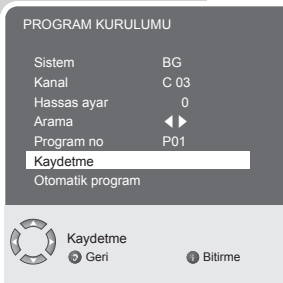 PROGRAM KURULUMU
Sistem BG
Kanal C 03
Hassas ayar 0
Arama
Program no P01
Kaydetme
Otomatik program
Kaydetme
Geri Bitirme